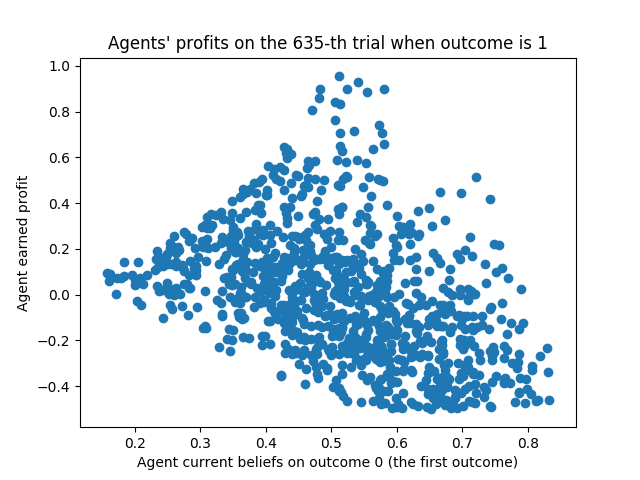 Agents' profits on the 635-th trial when outcome is 1
1.0
0.8
0.6
0.4
0.2
0.0
−0.2
−0.4
Agent earned profit
0.2 0.3 0.4 0.5 0.6 0.7 0.8
Agent current beliefs on outcome 0 (the first outcome)